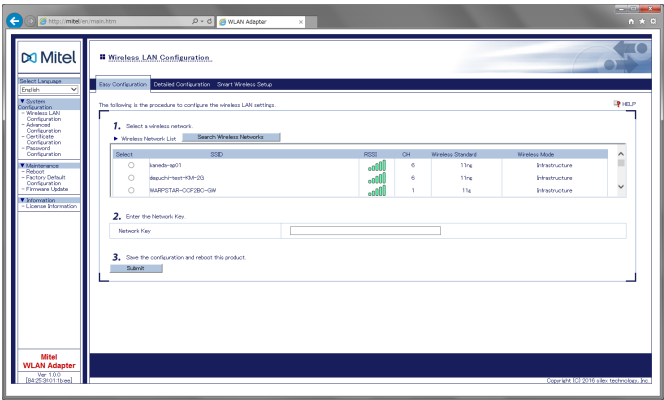 http://mitel/en/main.htm
WLAN Adapter
Mitel
Select Language
English
▼ System
Configuration
- Wireless LAN
Configuration
- Advanced
Configuration
- Certificate
Configuration
- Password
Configuration
▼ Maintenance
- Reboot
- Factory Default
Configuration
- Firmware Update
▼ Information
- License Information
Mitel
WLAN Adapter
Ver 1.0.0
Wireless LAN Configuration
Easy Configuration Detailed Configuration Smart Wireless Setup
The following is the procedure to configure the wireless LAN settings.
HELP
1. Select a wireless network.
► Wireless Network List Search Wireless Networks
Select SSID RSSI CH Wireless Standard Wireless Mode
kaneda-ap01 6 11ng Infrastructure
deguchi-test-KM-2G 6 11ng Infrastructure
WARPSTAR-CCF2BC-GW 1 11g Infrastructure
2. Enter the Network Key.
Network Key
3. Save the configuration and reboot this product.
Submit
Copyright (C) 2016 silex technology, Inc.